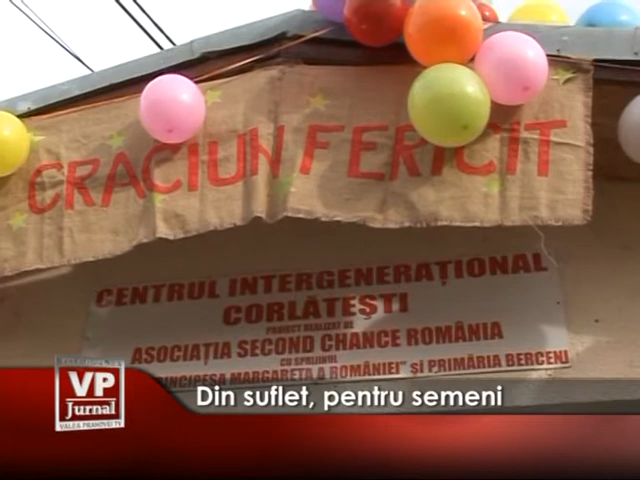 CRACIUN FERICIT
CENTRUL INTERGENERAȚIONAL
CORLĂTEȘTI
PROIECT REALIZAT DE
ASOCIAȚIA SECOND CHANCE ROMÂNIA
CU SPRIJINUL
MARGARETA A ROMÂNIEI" ȘI PRIMĂRIA BERCENI
VP
Jurnal
VALEA PRAHOVEI TV
Din suflet, pentru semeni